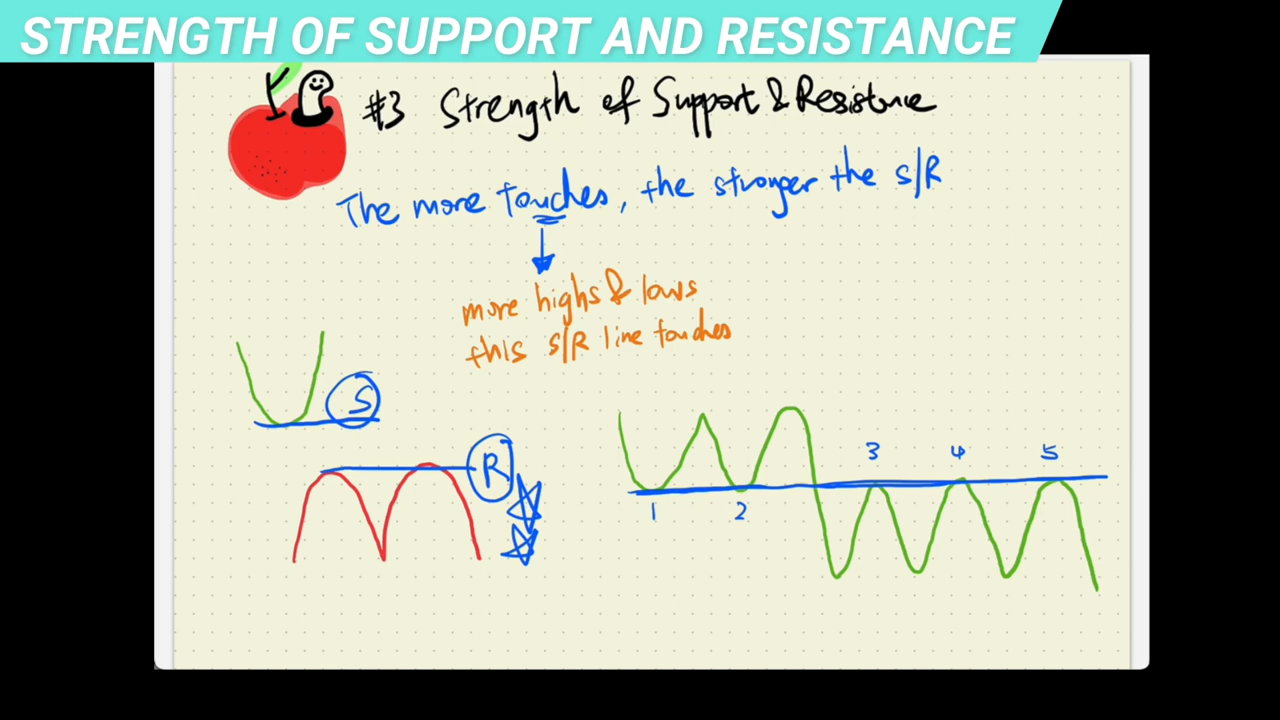 STRENGTH OF SUPPORT AND RESISTANCE
#3 Strength of Support & Resistance
The more touches, the stronger the S/R
more highs & lows
this S/R line touches
S
R
3 4 5
1 2